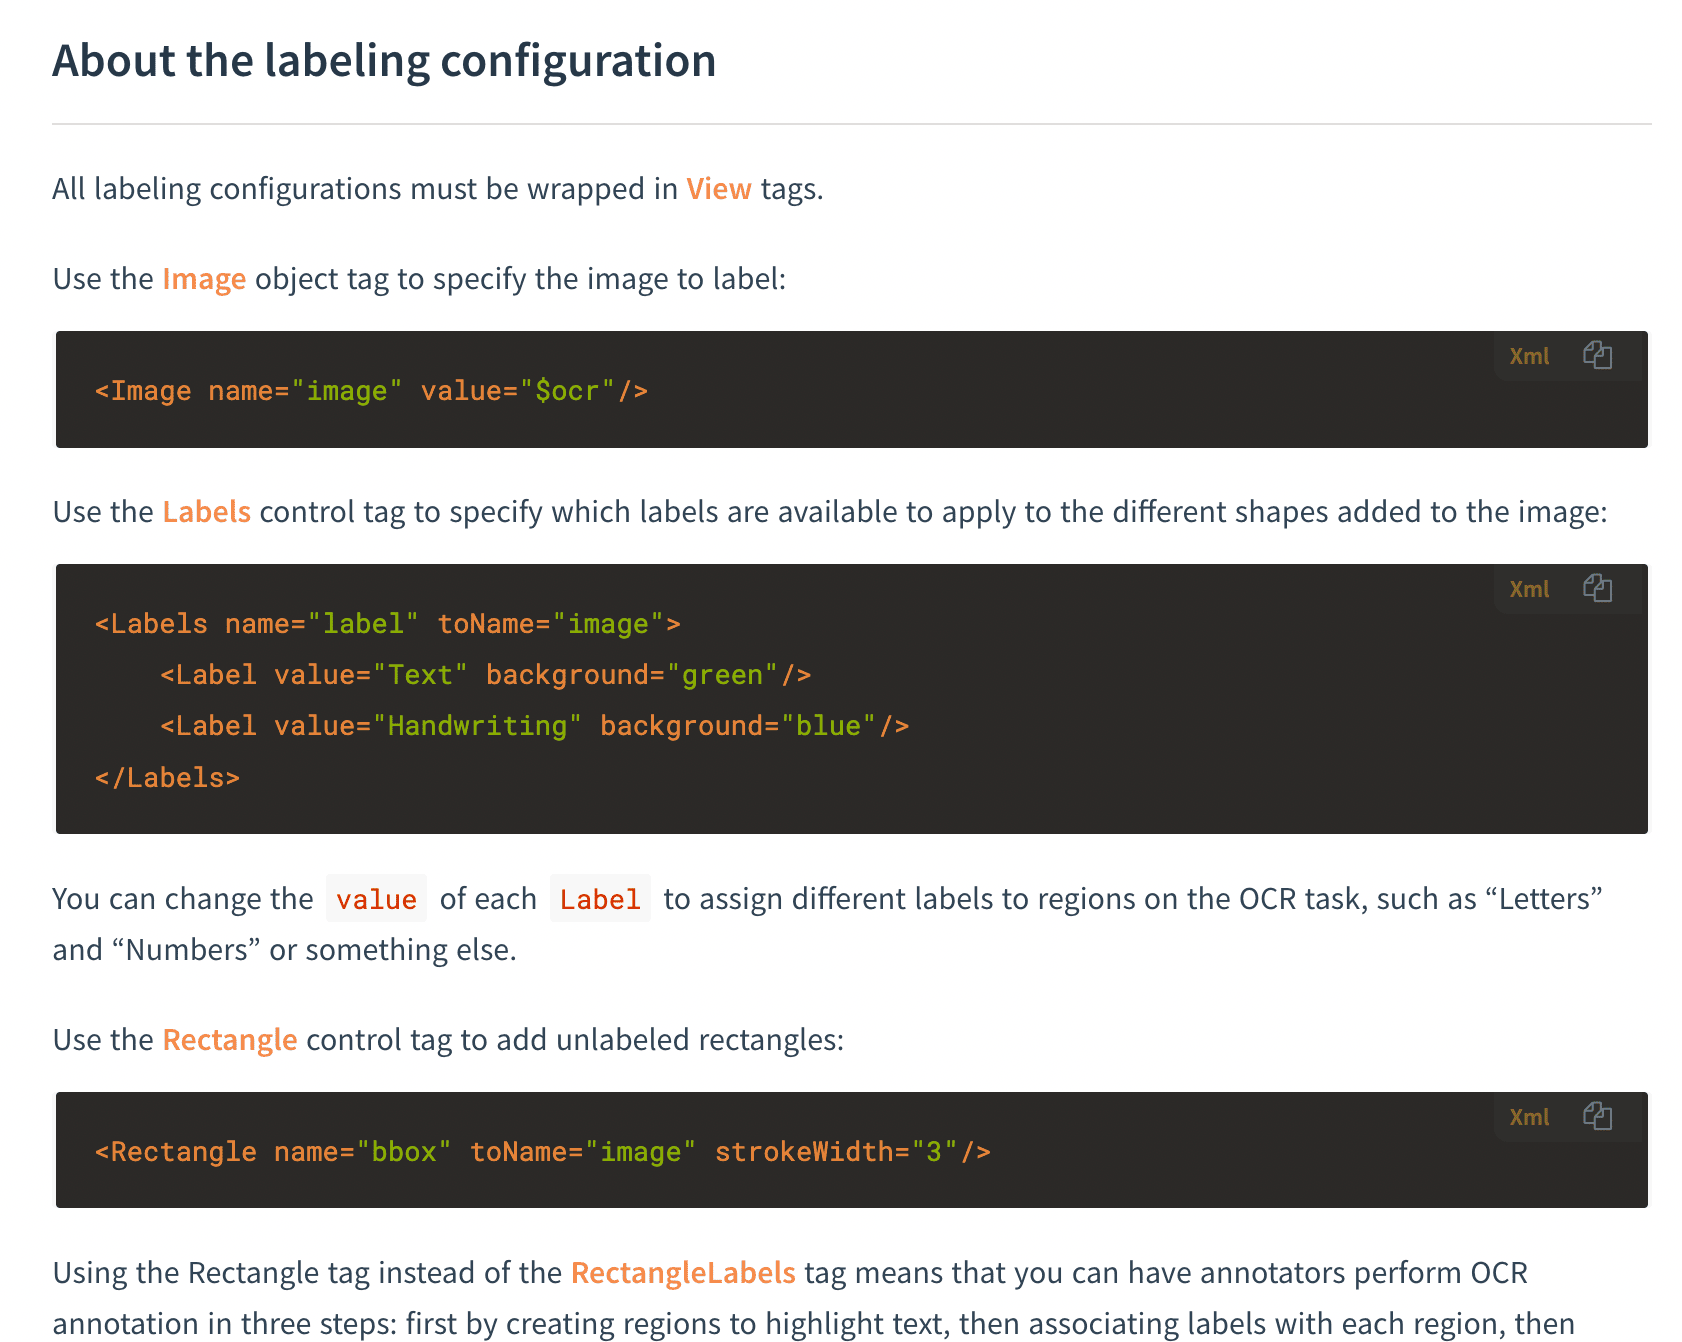 About the labeling configuration
All labeling configurations must be wrapped in View tags.
Use the Image object tag to specify the image to label:
Xml
<Image name="image" value="$ocr"/>
Use the Labels control tag to specify which labels are available to apply to the different shapes added to the image:
Xml
<Labels name="label" toName="image">
    <Label value="Text" background="green"/>
    <Label value="Handwriting" background="blue"/>
</Labels>
You can change the value of each Label to assign different labels to regions on the OCR task, such as “Letters”
and “Numbers” or something else.
Use the Rectangle control tag to add unlabeled rectangles:
Xml
<Rectangle name="bbox" toName="image" strokeWidth="3"/>
Using the Rectangle tag instead of the RectangleLabels tag means that you can have annotators perform OCR
annotation in three steps: first by creating regions to highlight text, then associating labels with each region, then